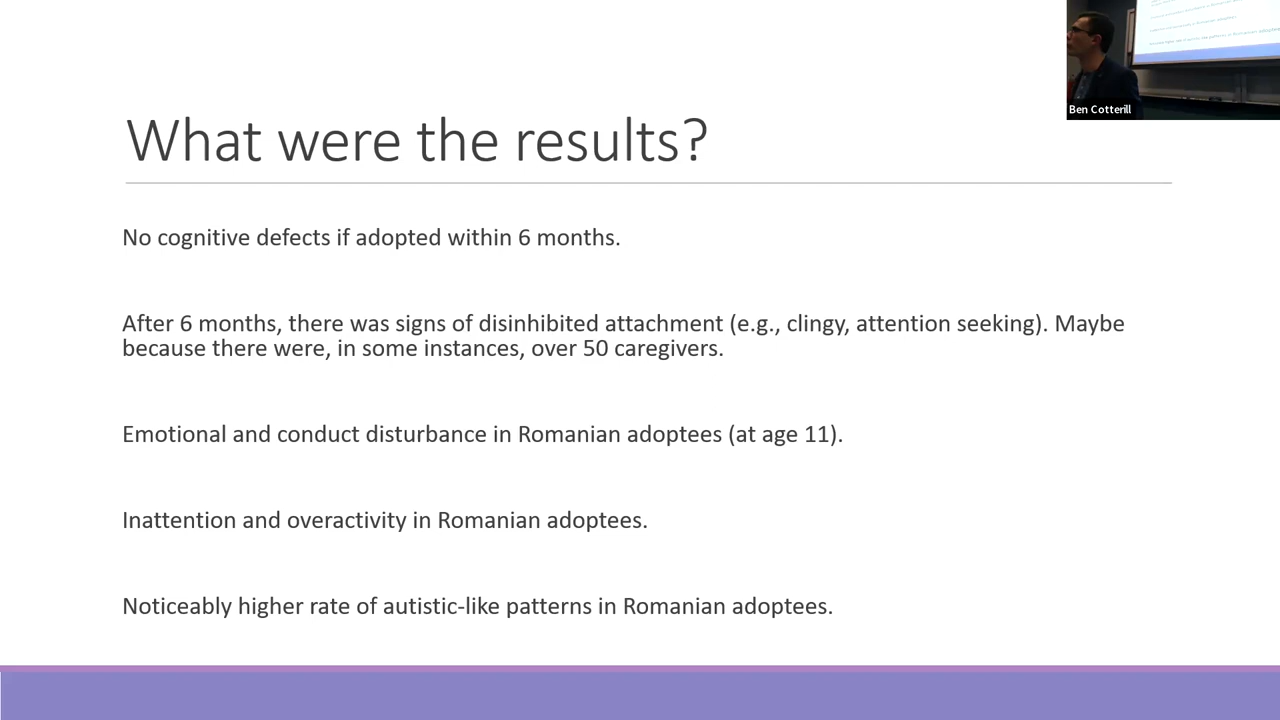 Ben Cotterill
What were the results?
No cognitive defects if adopted within 6 months.
After 6 months, there was signs of disinhibited attachment (e.g., clingy, attention seeking). Maybe
because there were, in some instances, over 50 caregivers.
Emotional and conduct disturbance in Romanian adoptees (at age 11).
Inattention and overactivity in Romanian adoptees.
Noticeably higher rate of autistic-like patterns in Romanian adoptees.